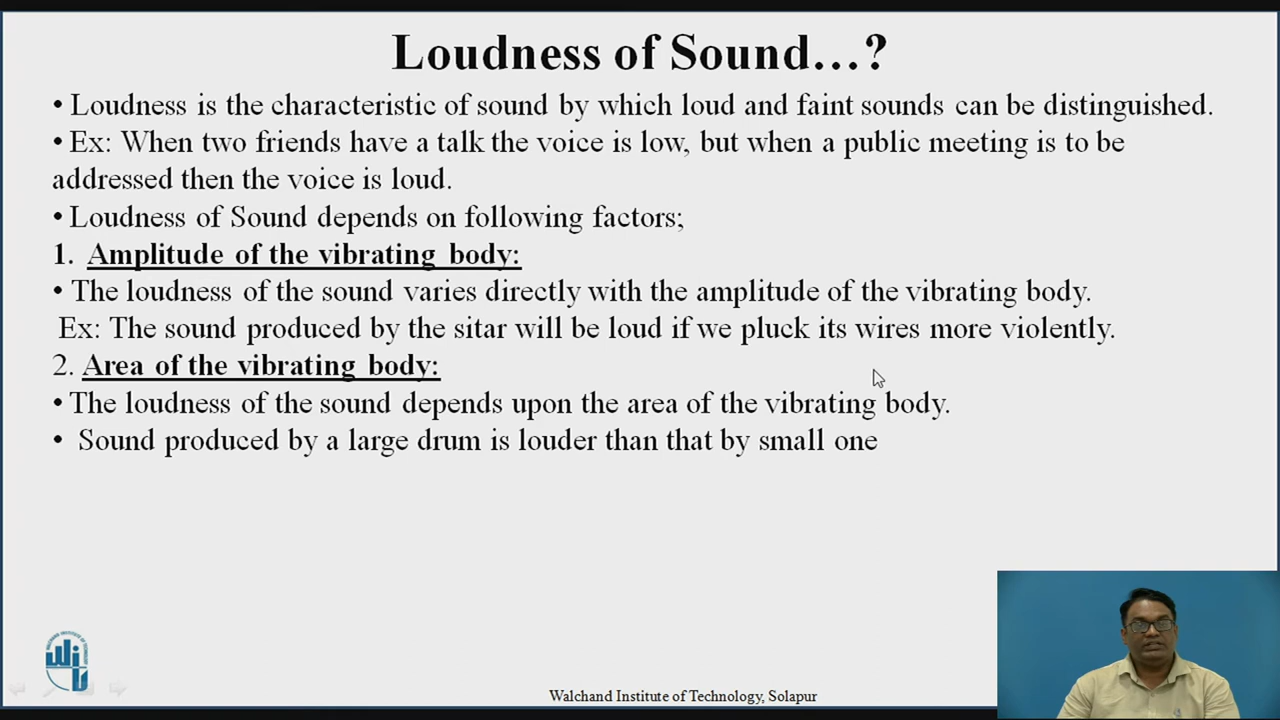 Loudness of Sound...?
• Loudness is the characteristic of sound by which loud and faint sounds can be distinguished.
• Ex: When two friends have a talk the voice is low, but when a public meeting is to be
addressed then the voice is loud.
• Loudness of Sound depends on following factors;
1. Amplitude of the vibrating body:
• The loudness of the sound varies directly with the amplitude of the vibrating body.
Ex: The sound produced by the sitar will be loud if we pluck its wires more violently.
2. Area of the vibrating body:
• The loudness of the sound depends upon the area of the vibrating body.
• Sound produced by a large drum is louder than that by small one
WALCHAND INSTITUTE OF TECHNOLOGY
WiT
Walchand Institute of Technology, Solapur